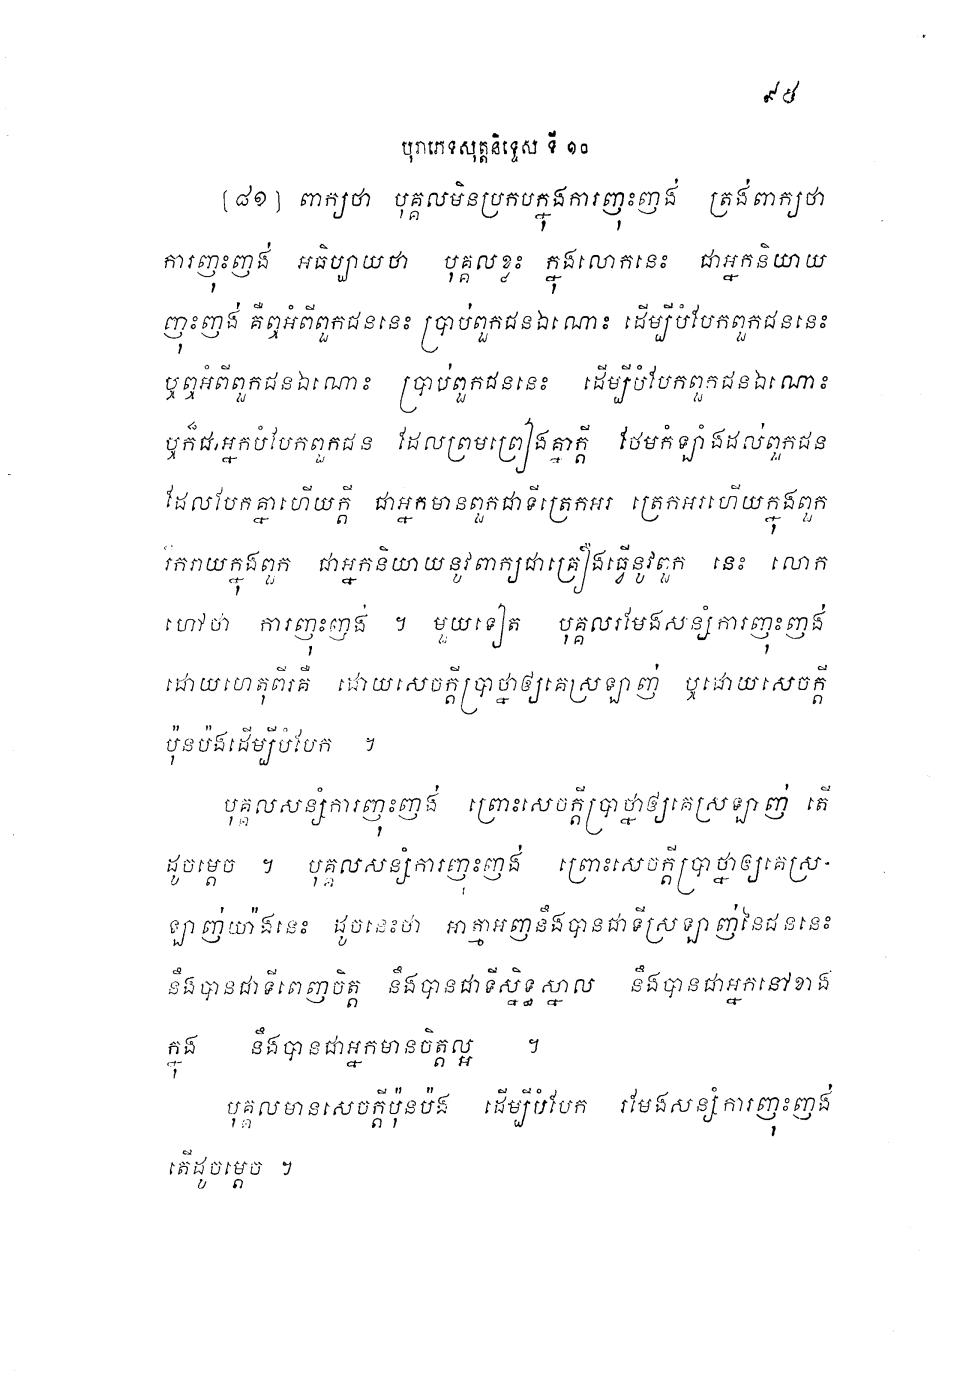 ៩៥
បុរាភេទសុត្តនិទ្ទេស ទី ១០
[៨១] ពាក្យថា បុគ្គលមិនប្រកបក្នុងការញុះញង់ ត្រង់ពាក្យថា
ការញុះញង់ អធិប្បាយថា បុគ្គលខ្លះ ក្នុងលោកនេះ ជាអ្នកនិយាយ
ញុះញង់ គឺឮអំពីពួកជននេះ ប្រាប់ពួកជនឯណោះ ដើម្បីបំបែកពួកជននេះ
ឬឮអំពីពួកជនឯណោះ ប្រាប់ពួកជននេះ ដើម្បីបំបែកពួកជនឯណោះ
ឬក៏ជាអ្នកបំបែកពួកជន ដែលព្រមព្រៀងគ្នាក្តី ថែមកំឡាំងដល់ពួកជន
ដែលបែកគ្នាហើយក្តី ជាអ្នកមានពួកជាទីត្រេកអរ ត្រេកអរហើយក្នុងពួក
រីករាយក្នុងពួក ជាអ្នកនិយាយនូវពាក្យជាគ្រឿងធ្វើនូវពួក នេះ លោក
ហៅថា ការញុះញង់ ។ មួយទៀត បុគ្គលរមែងសន្សំការញុះញង់
ដោយហេតុពីរគឺ ដោយសេចក្តីប្រាថ្នាឲ្យគេស្រឡាញ់ ឬដោយសេចក្តី
ប៉ុនប៉ងដើម្បីបំបែក ។
បុគ្គលសន្សំការញុះញង់ ព្រោះសេចក្តីប្រាថ្នាឲ្យគេស្រឡាញ់ តើ
ដូចម្តេច ។ បុគ្គលសន្សំការញុះញង់ ព្រោះសេចក្តីប្រាថ្នាឲ្យគេស្រ-
ឡាញ់យ៉ាងនេះ ដូចនេះថា អាត្មាអញនឹងបានជាទីស្រឡាញ់នៃជននេះ
នឹងបានជាទីពេញចិត្ត នឹងបានជាទីស្និទ្ធស្នាល នឹងបានជាអ្នកនៅខាង
ក្នុង នឹងបានជាអ្នកមានចិត្តល្អ ។
បុគ្គលមានសេចក្តីប៉ុនប៉ង ដើម្បីបំបែក រមែងសន្សំការញុះញង់
តើដូចម្តេច ។